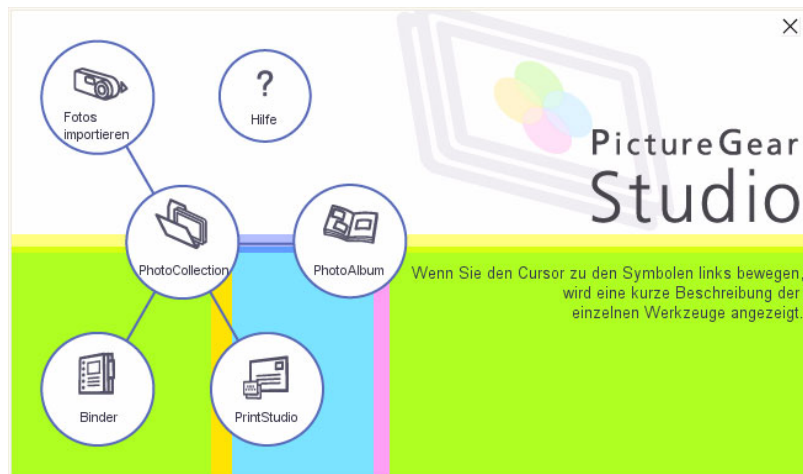 Fotos
importieren
?
Hilfe
PictureGear
Studio
PhotoCollection
PhotoAlbum
Wenn Sie den Cursor zu den Symbolen links bewegen,
wird eine kurze Beschreibung der
einzelnen Werkzeuge angezeigt.
Binder
PrintStudio